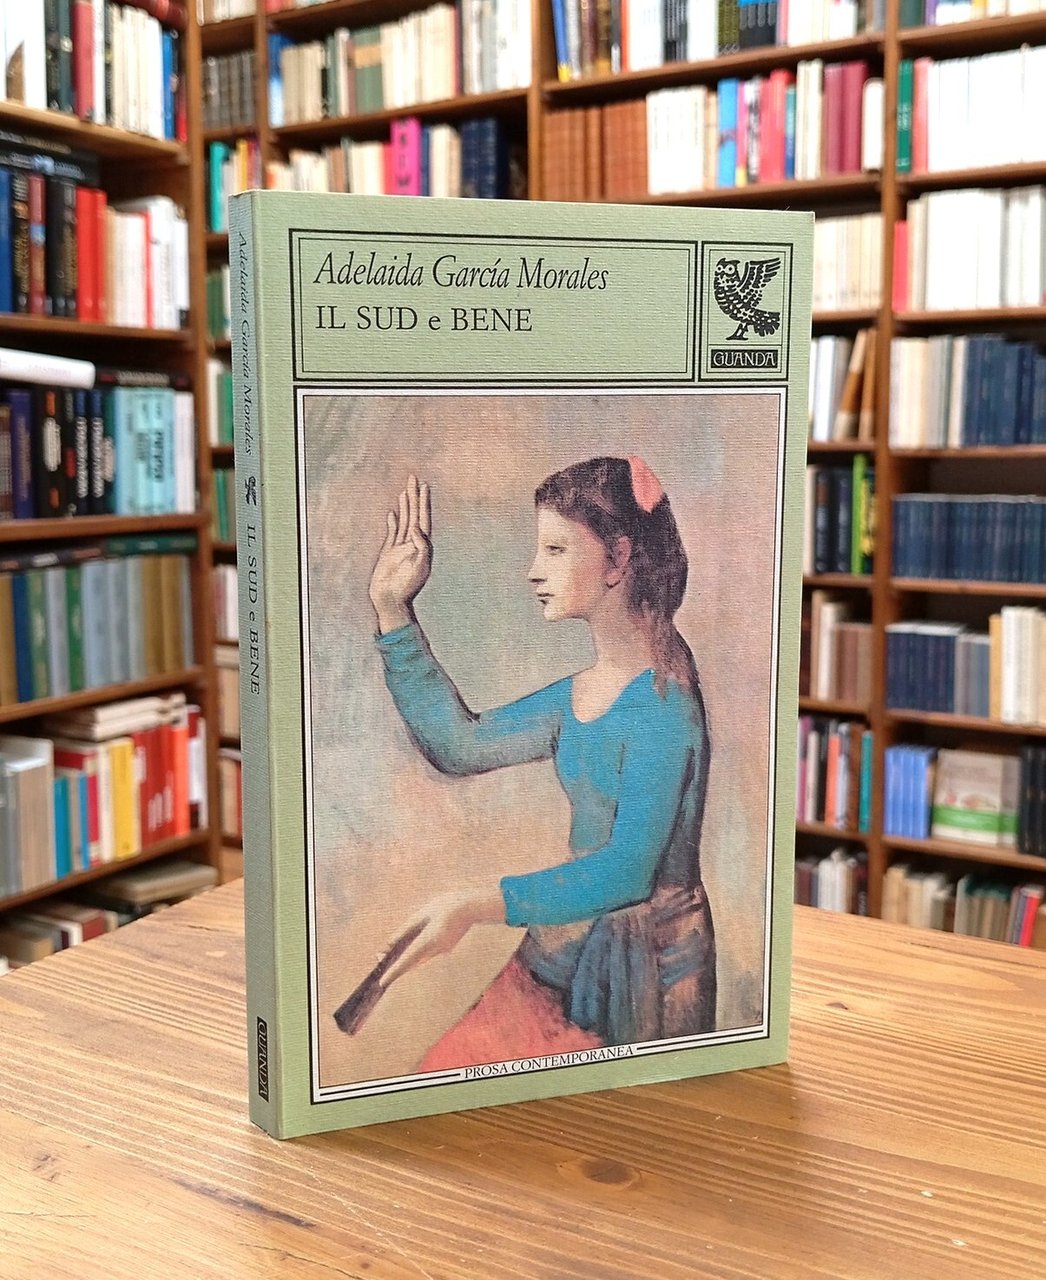 Adelaida García Morales
IL SUD e BENE
GUANDA
PROSA CONTEMPORANEA
Adelaida García Morales
IL SUD e BENE
GUANDA